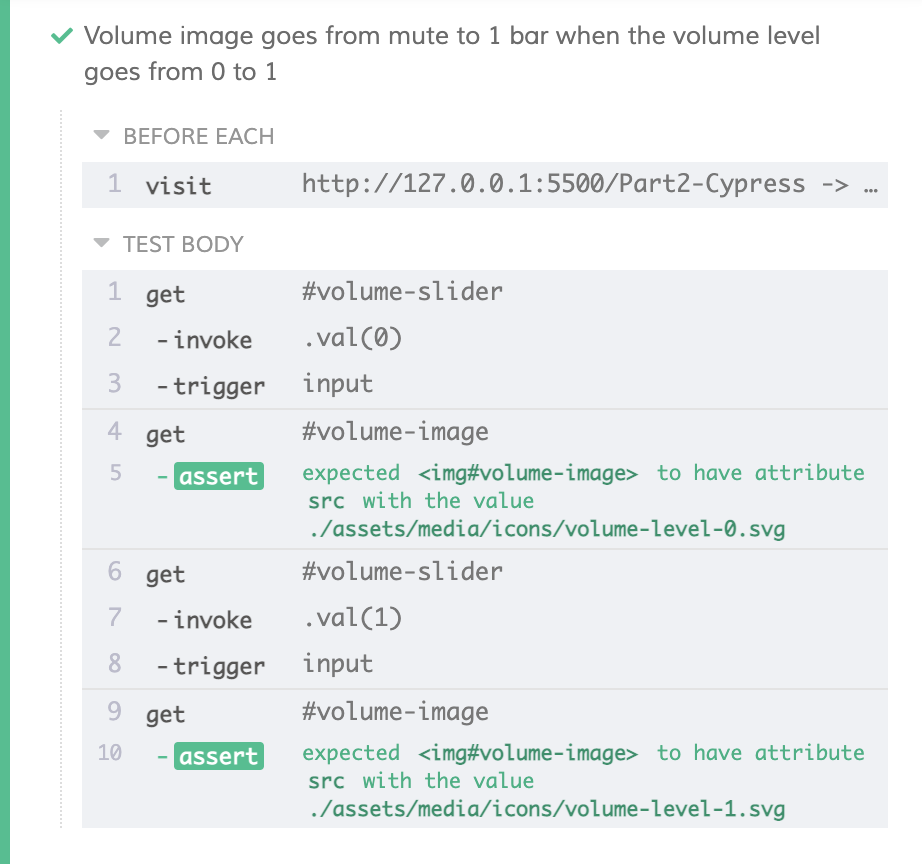 Volume image goes from mute to 1 bar when the volume level
goes from 0 to 1
BEFORE EACH
1 visit http://127.0.0.1:5500/Part2-Cypress -> …
TEST BODY
1 get #volume-slider
2 -invoke .val(0)
3 -trigger input
4 get #volume-image
5 -assert expected <img#volume-image> to have attribute
src with the value
./assets/media/icons/volume-level-0.svg
6 get #volume-slider
7 -invoke .val(1)
8 -trigger input
9 get #volume-image
10 -assert expected <img#volume-image> to have attribute
src with the value
./assets/media/icons/volume-level-1.svg